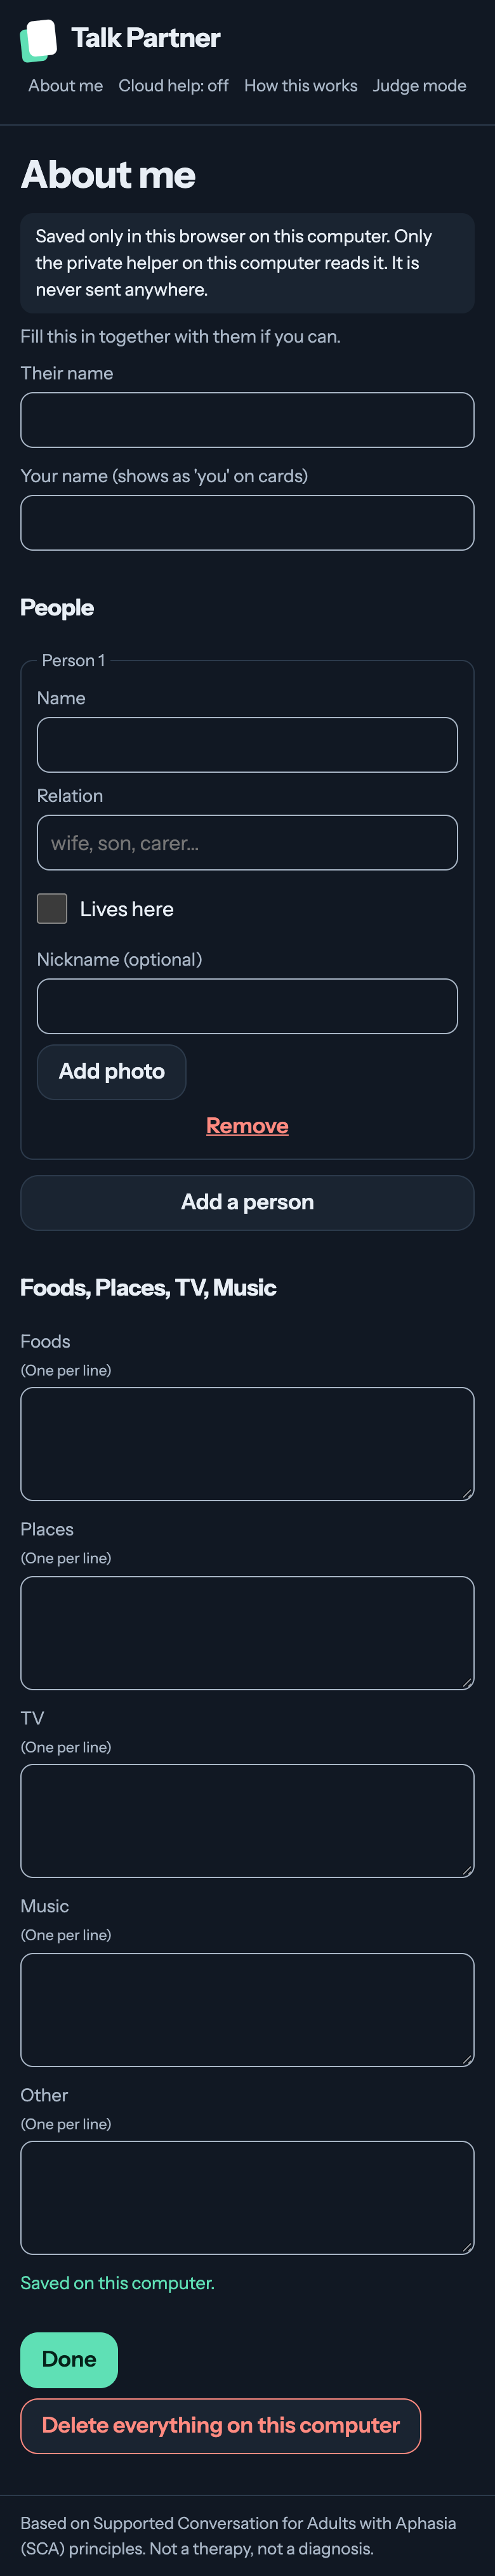 Talk Partner
About me Cloud help: off How this works Judge mode
About me
Saved only in this browser on this computer. Only
the private helper on this computer reads it. It is
never sent anywhere.
Fill this in together with them if you can.
Their name
Your name (shows as 'you' on cards)
People
Person 1
Name
Relation
wife, son, carer...
Lives here
Nickname (optional)
Add photo
Remove
Add a person
Foods, Places, TV, Music
Foods
(One per line)
Places
(One per line)
TV
(One per line)
Music
(One per line)
Other
(One per line)
Saved on this computer.
Done
Delete everything on this computer
Based on Supported Conversation for Adults with Aphasia
(SCA) principles. Not a therapy, not a diagnosis.